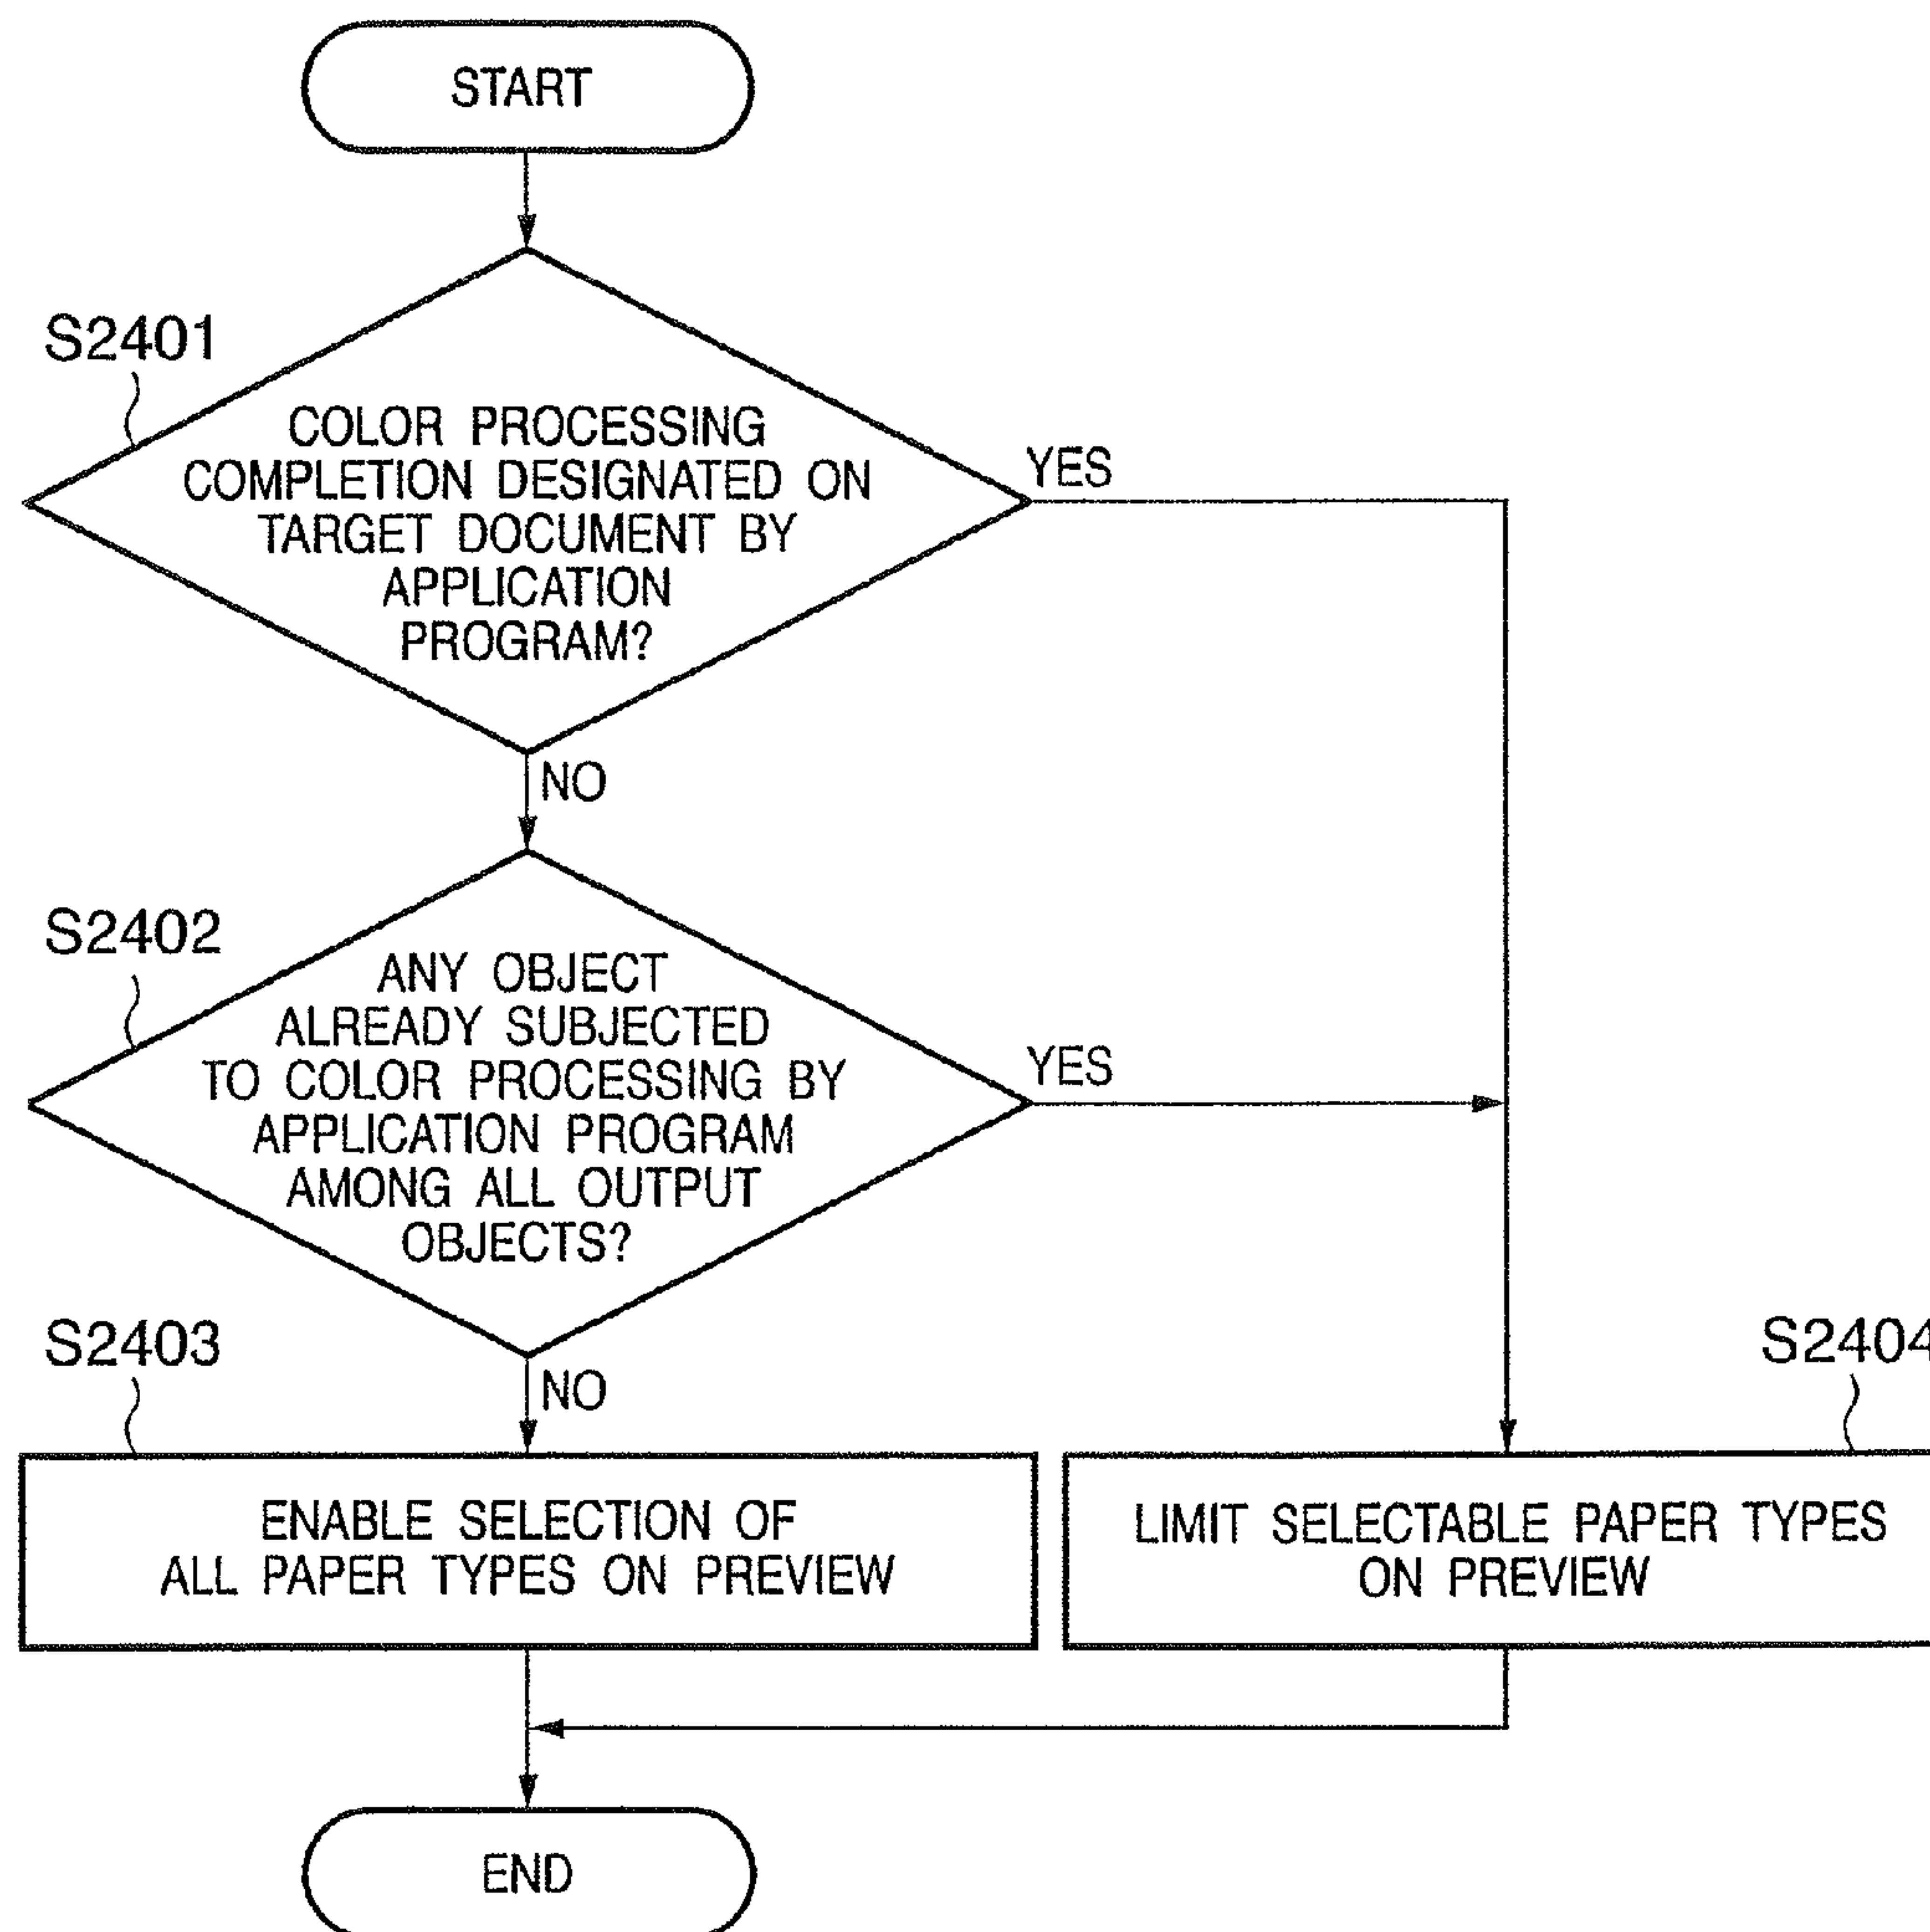 START
S2401
COLOR PROCESSING
COMPLETION DESIGNATED ON
TARGET DOCUMENT BY
APPLICATION
PROGRAM?
YES
NO
S2402
ANY OBJECT
ALREADY SUBJECTED
TO COLOR PROCESSING BY
APPLICATION PROGRAM
AMONG ALL OUTPUT
OBJECTS?
YES
NO
S2403
ENABLE SELECTION OF
ALL PAPER TYPES ON PREVIEW
S2404
LIMIT SELECTABLE PAPER TYPES
ON PREVIEW
END